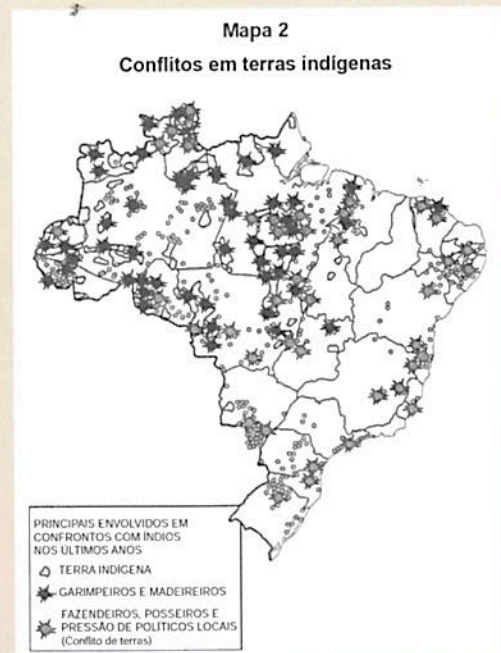 Mapa 2
Conflitos em terras indígenas
PRINCIPAIS ENVOLVIDOS EM
CONFRONTOS COM ÍNDIOS
NOS ÚLTIMOS ANOS
TERRA INDÍGENA
GARIMPEIROS E MADEIREIROS
FAZENDEIROS, POSSEIROS E
PRESSÃO DE POLÍTICOS LOCAIS
(Conflito de terras)